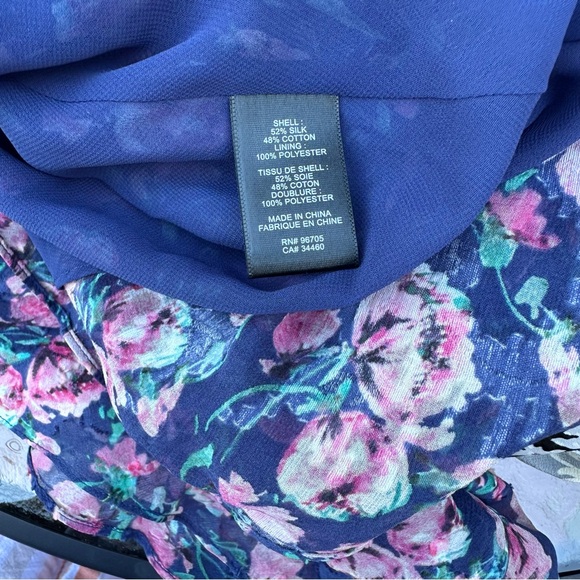 SHELL :
52% SILK
48% COTTON
LINING :
100% POLYESTER
TISSU DE SHELL :
52% SOIE
48% COTON
DOUBLURE :
100% POLYESTER
MADE IN CHINA
FABRIQUE EN CHINE
RN# 96705
CA# 34460